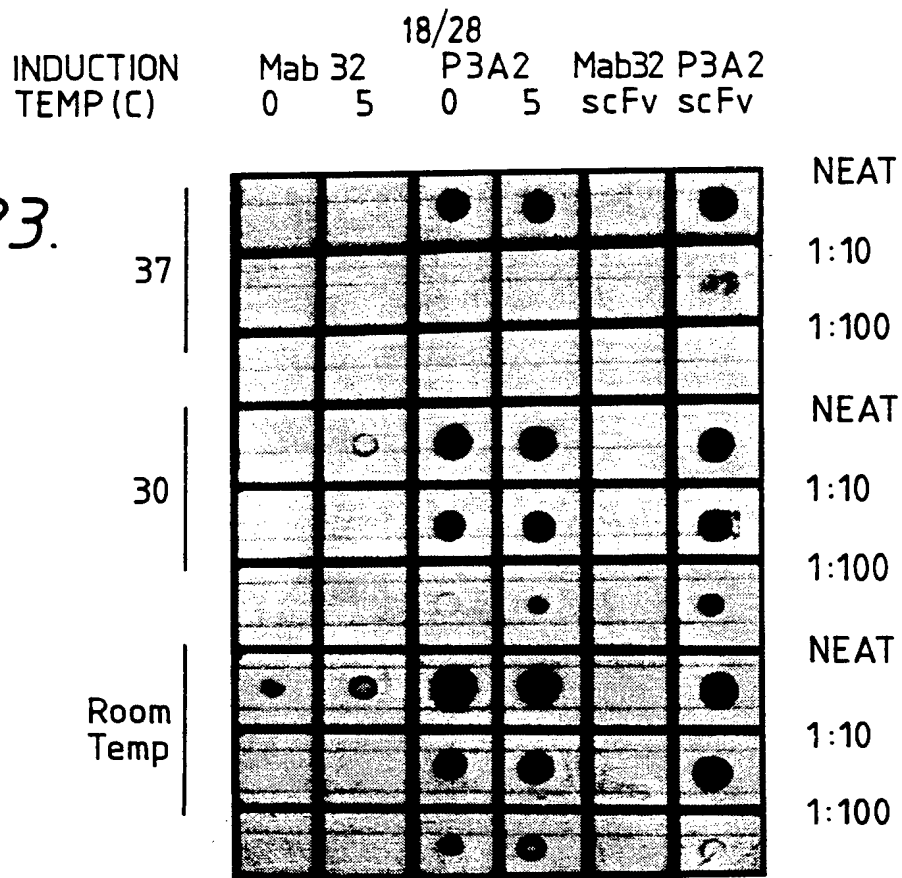 18/28
INDUCTION Mab 32 P3A2 Mab32 P3A2
TEMP (C) 0 5 0 5 scFv scFv
NEAT
3.
1:10
37
1:100
NEAT
1:10
30
1:100
NEAT
Room
Temp
1:10
1:100